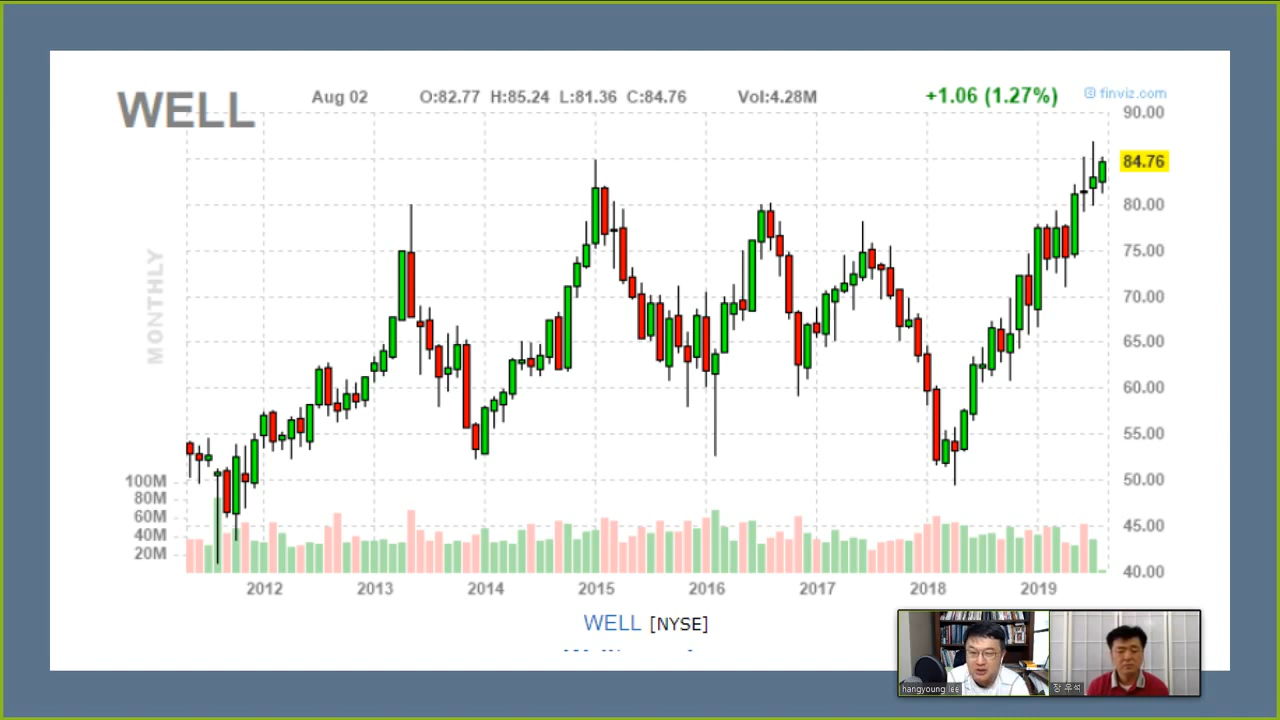 WELL
Aug 02 O:82.77 H:85.24 L:81.36 C:84.76 Vol:4.28M +1.06 (1.27%) finviz.com
90.00
84.76
80.00
75.00
70.00
65.00
60.00
55.00
50.00
45.00
40.00
MONTHLY
100M
80M
60M
40M
20M
2012 2013 2014 2015 2016 2017 2018 2019
WELL [NYSE]
hangyoung lee
장 우석